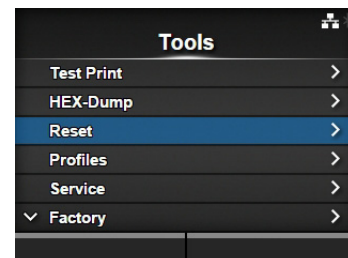 Tools
Test Print
HEX-Dump
Reset
Profiles
Service
Factory